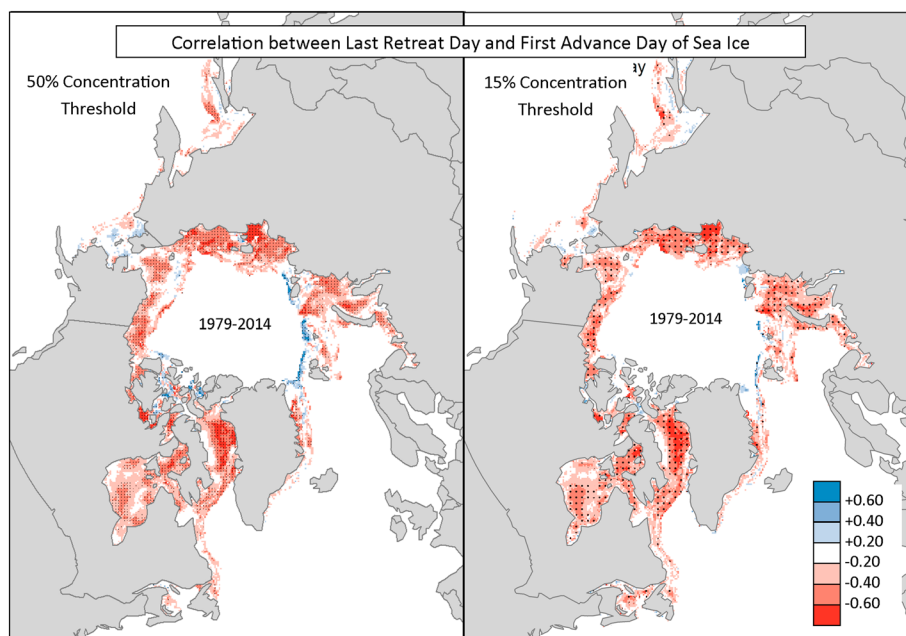 Correlation between Last Retreat Day and First Advance Day of Sea Ice
50% Concentration
Threshold
ay
15% Concentration
Threshold
1979-2014
1979-2014
+0.60
+0.40
+0.20
-0.20
-0.40
-0.60